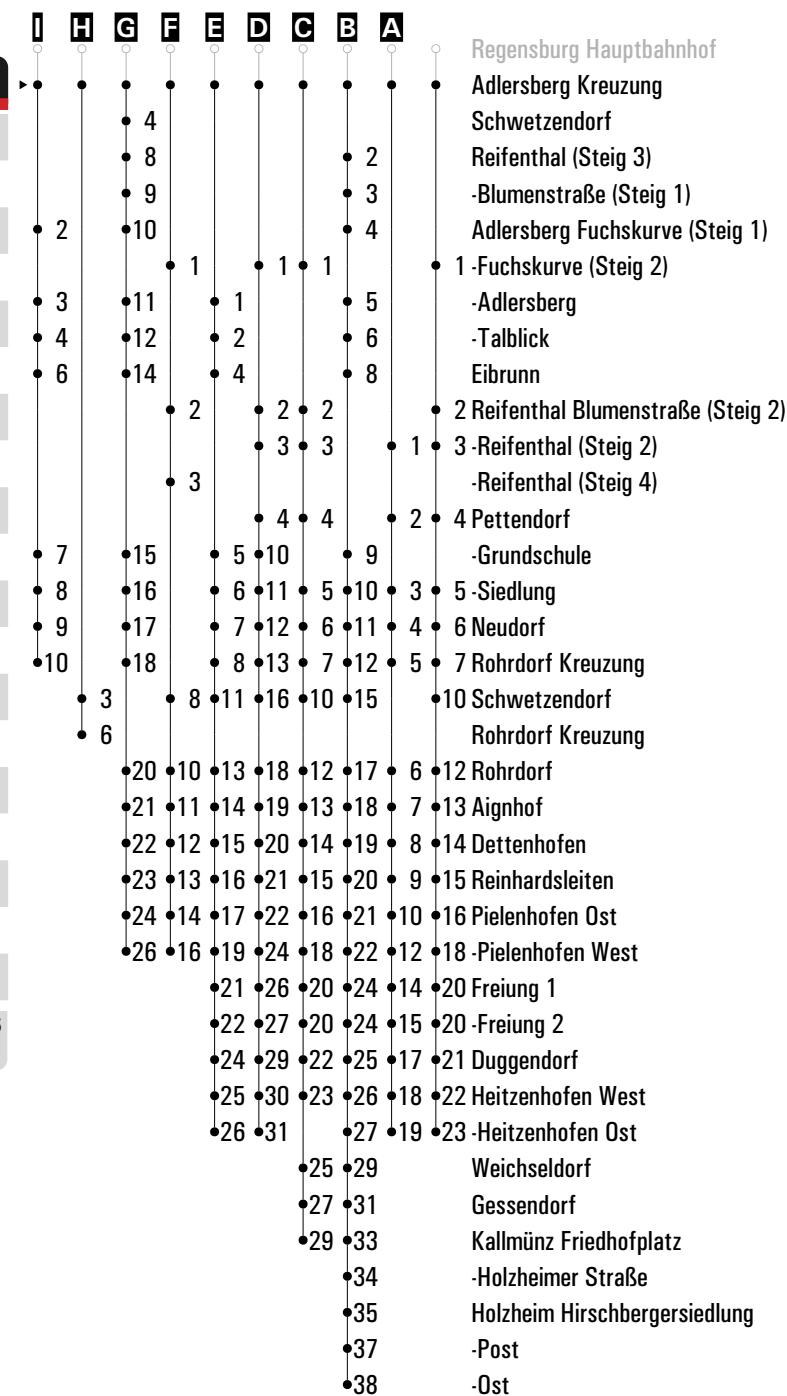 I H G F E D C B A
Regensburg Hauptbahnhof
Adlersberg Kreuzung
4 Schwetzendorf
8 2 Reifenthal (Steig 3)
9 3 -Blumenstraße (Steig 1)
2 10 4 Adlersberg Fuchskurve (Steig 1)
1 1 1 1 -Fuchskurve (Steig 2)
3 11 1 5 -Adlersberg
4 12 2 6 -Talblick
6 14 4 8 Eibrunn
2 2 2 2 Reifenthal Blumenstraße (Steig 2)
3 3 1 3 -Reifenthal (Steig 2)
3 -Reifenthal (Steig 4)
4 4 2 4 Pettendorf
7 15 5 10 9 -Grundschule
8 16 6 11 5 10 3 5 -Siedlung
9 17 7 12 6 11 4 6 Neudorf
10 18 8 13 7 12 5 7 Rohrdorf Kreuzung
3 8 11 16 10 15 10 Schwetzendorf
6 Rohrdorf Kreuzung
20 10 13 18 12 17 6 12 Rohrdorf
21 11 14 19 13 18 7 13 Aignhof
22 12 15 20 14 19 8 14 Dettenhofen
23 13 16 21 15 20 9 15 Reinhardsleiten
24 14 17 22 16 21 10 16 Pielenhofen Ost
26 16 19 24 18 22 12 18 -Pielenhofen West
21 26 20 24 14 20 Freiung 1
22 27 20 24 15 20 -Freiung 2
24 29 22 25 17 21 Duggendorf
25 30 23 26 18 22 Heitzenhofen West
26 31 27 19 23 -Heitzenhofen Ost
25 29 Weichseldorf
27 31 Gessendorf
29 33 Kallmünz Friedhofplatz
34 -Holzheimer Straße
35 Holzheim Hirschbergersiedlung
37 -Post
38 -Ost